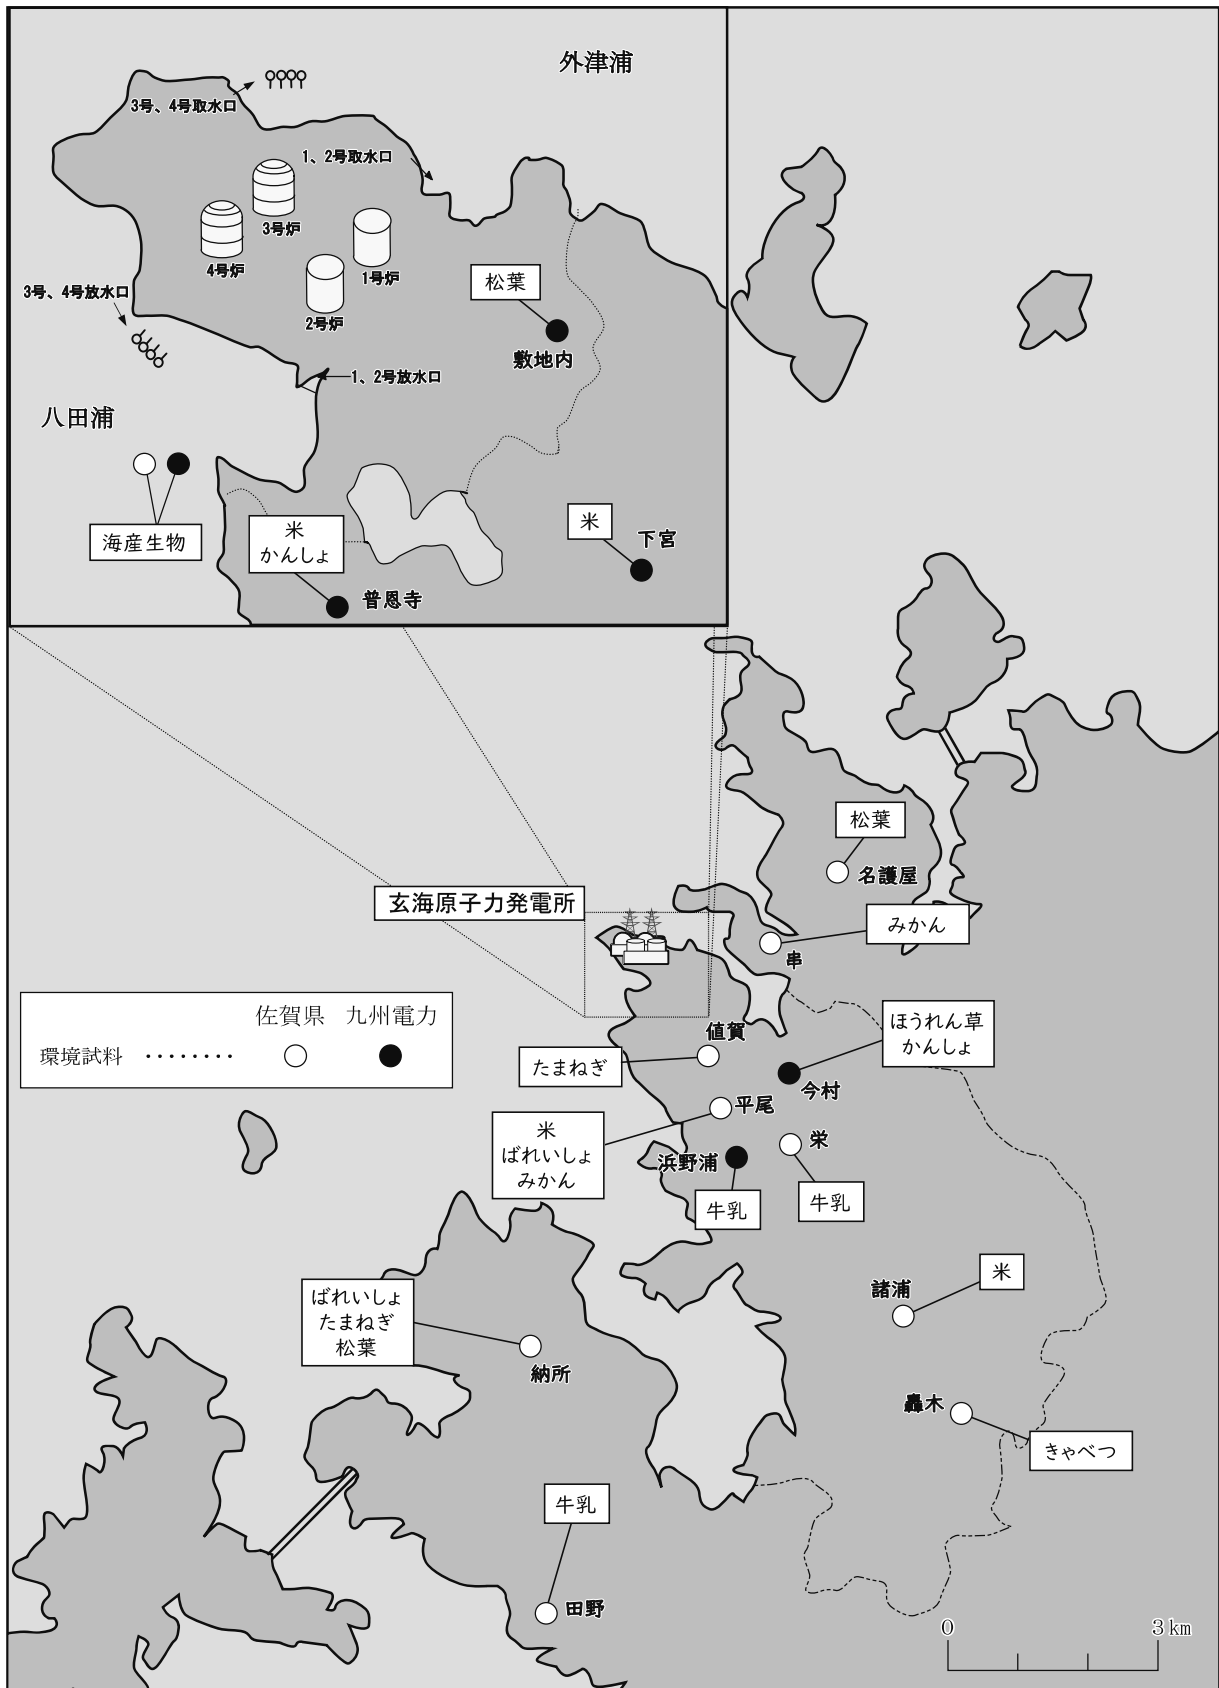 外津浦
3号、4号取水口
1、2号取水口
3号炉
4号炉
1号炉
2号炉
松葉
敷地内
3号、4号放水口
1、2号放水口
八田浦
海産生物
米
かんしょ
普恩寺
米
下宮
松葉
名護屋
玄海原子力発電所
みかん
串
佐賀県 九州電力
環境試料 ・・・・・・・・
値賀
たまねぎ
ほうれん草
かんしょ
今村
平尾
米
ばれいしょ
みかん
栄
浜野浦
牛乳
牛乳
諸浦
米
ばれいしょ
たまねぎ
松葉
納所
轟木
きゃべつ
牛乳
田野
0 3km